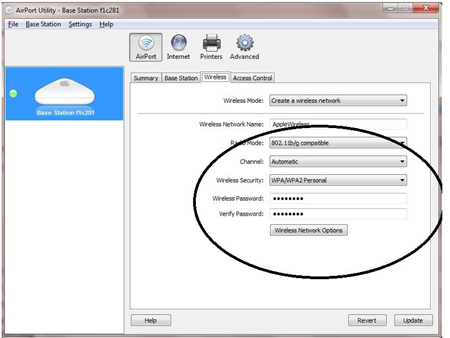 AirPort Utility - Base Station f1c281
File Base Station Settings Help
AirPort Internet Printers Advanced
Base Station f1c281
Summary Base Station Wireless Access Control
Wireless Mode: Create a wireless network
Wireless Network Name: AppleWireless
Radio Mode: 802.11b/g compatible
Channel: Automatic
Wireless Security: WPA/WPA2 Personal
Wireless Password: ••••••••
Verify Password: ••••••••
Wireless Network Options
Help Revert Update